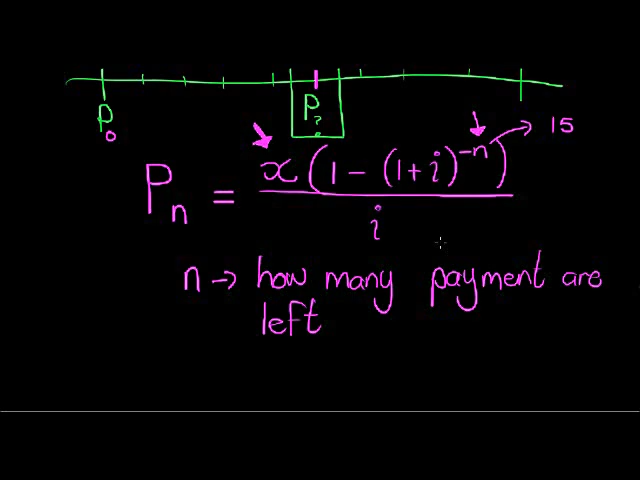 P?
P₀
→ 15
Pₙ = x(1 - (1+i)⁻ⁿ) / i
n → how many payment are
left